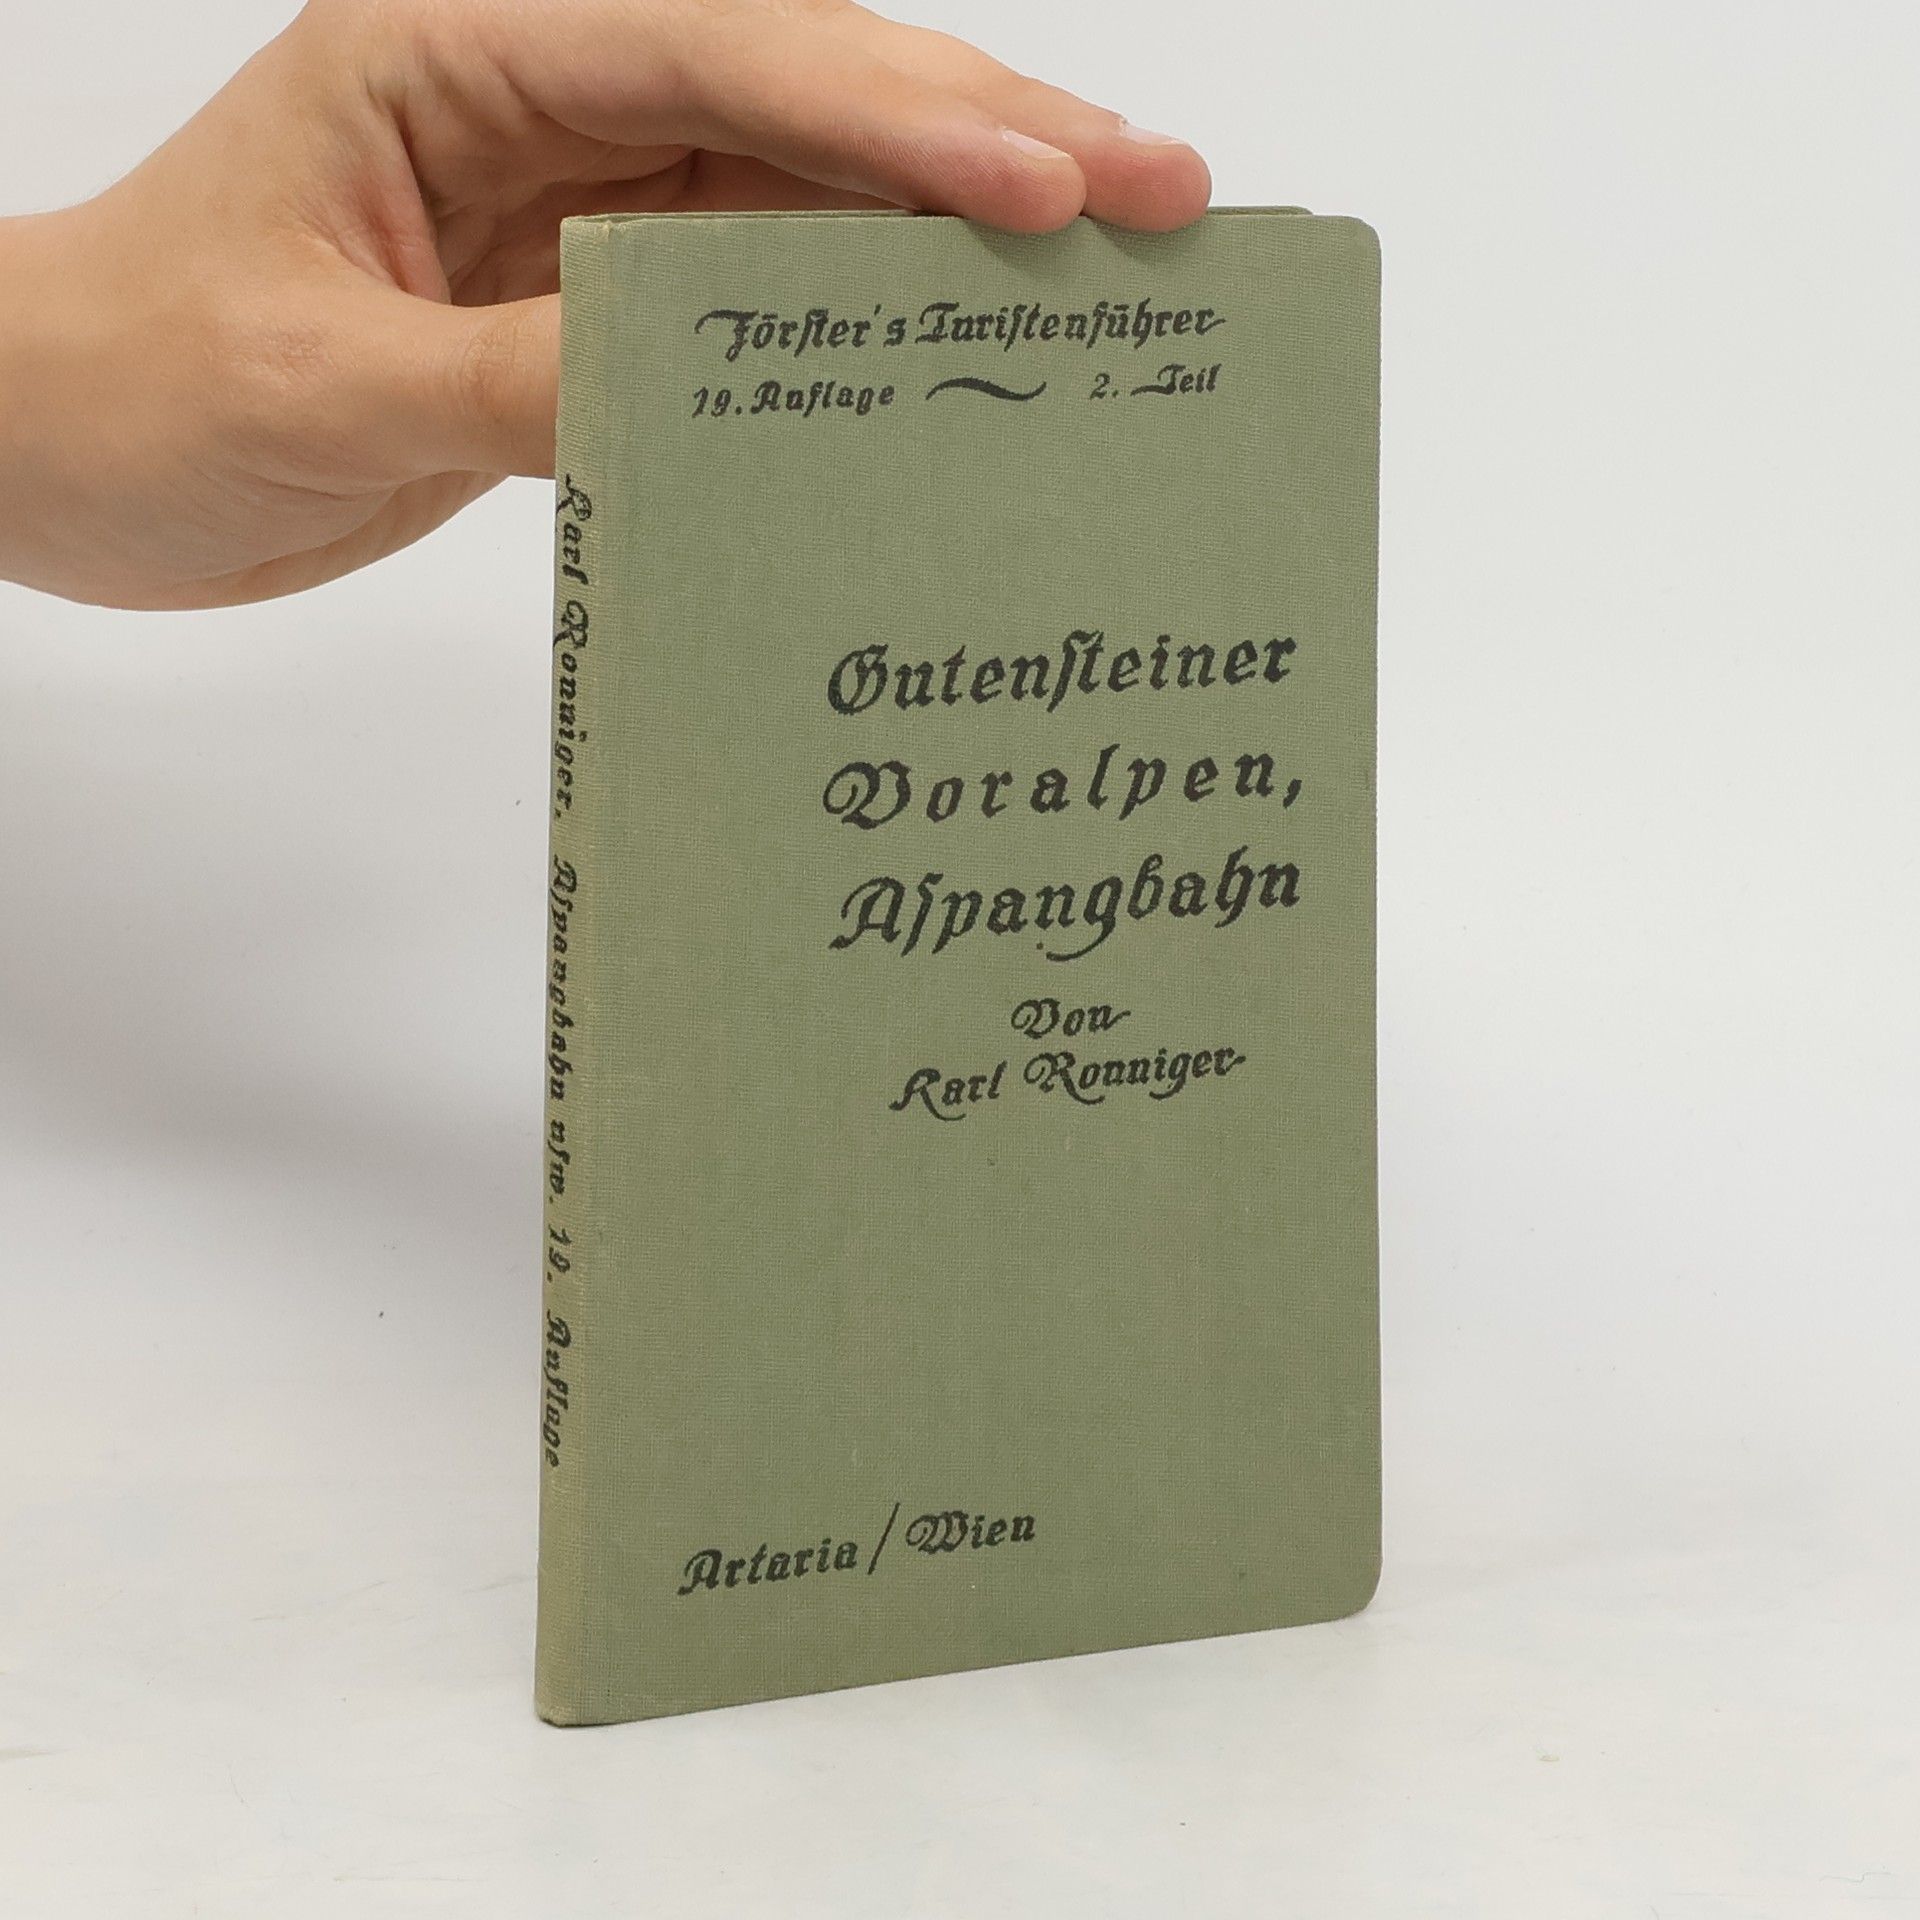 Förſter's Turiſtenführer
19. Auflage ~ 2. Teil
Gutenſteiner
Voralpen,
Aſpangbahn
Von
Karl Ronniger
Artaria / Wien
Karl Ronniger, Aſpangbahn uſw. 19. Auflage